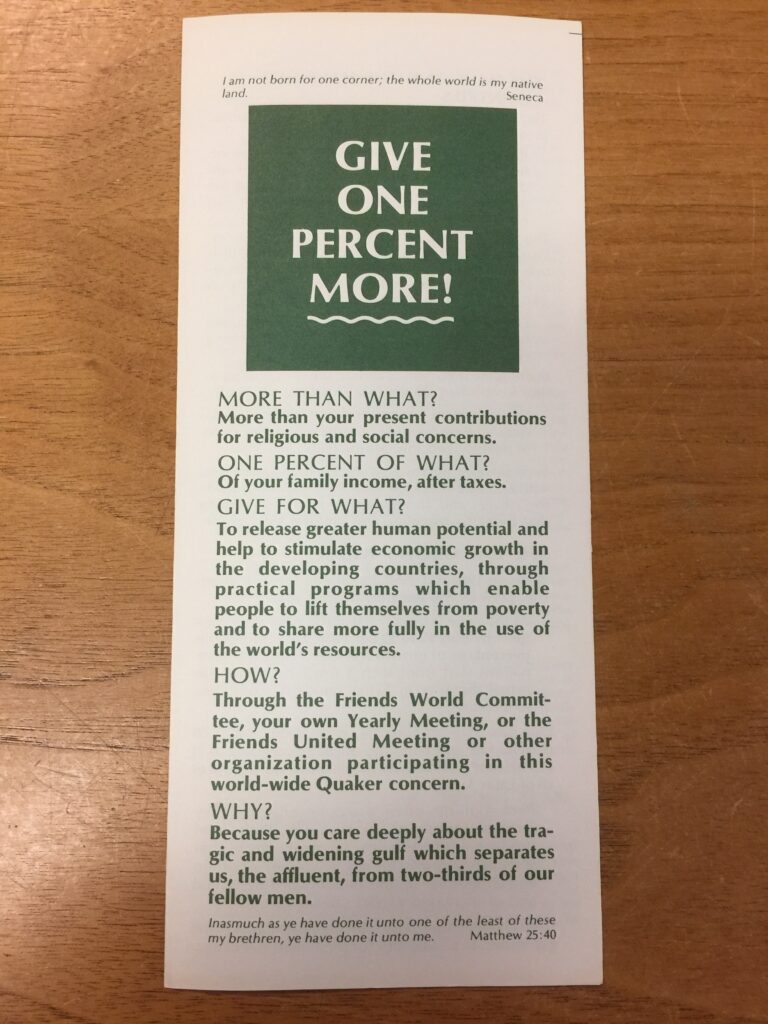 I am not born for one corner; the whole world is my native
land.
Seneca
GIVE
ONE
PERCENT
MORE!
MORE THAN WHAT?
More than your present contributions
for religious and social concerns.
ONE PERCENT OF WHAT?
Of your family income, after taxes.
GIVE FOR WHAT?
To release greater human potential and
help to stimulate economic growth in
the developing countries, through
practical programs which enable
people to lift themselves from poverty
and to share more fully in the use of
the world's resources.
HOW?
Through the Friends World Commit-
tee, your own Yearly Meeting, or the
Friends United Meeting or other
organization participating in this
world-wide Quaker concern.
WHY?
Because you care deeply about the tra-
gic and widening gulf which separates
us, the affluent, from two-thirds of our
fellow men.
Inasmuch as ye have done it unto one of the least of these
my brethren, ye have done it unto me. Matthew 25:40